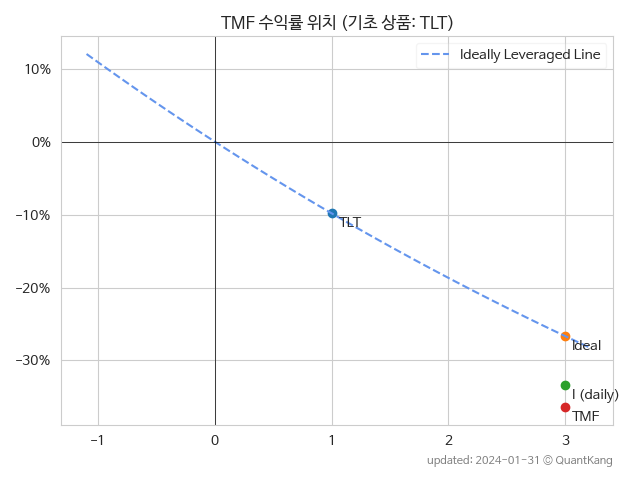 TMF 수익률 위치 (기초 상품: TLT)
Ideally Leveraged Line
10%
0%
−10%
−20%
−30%
TLT
Ideal
I (daily)
TMF
−1
0
1
2
3
updated: 2024-01-31 © QuantKang